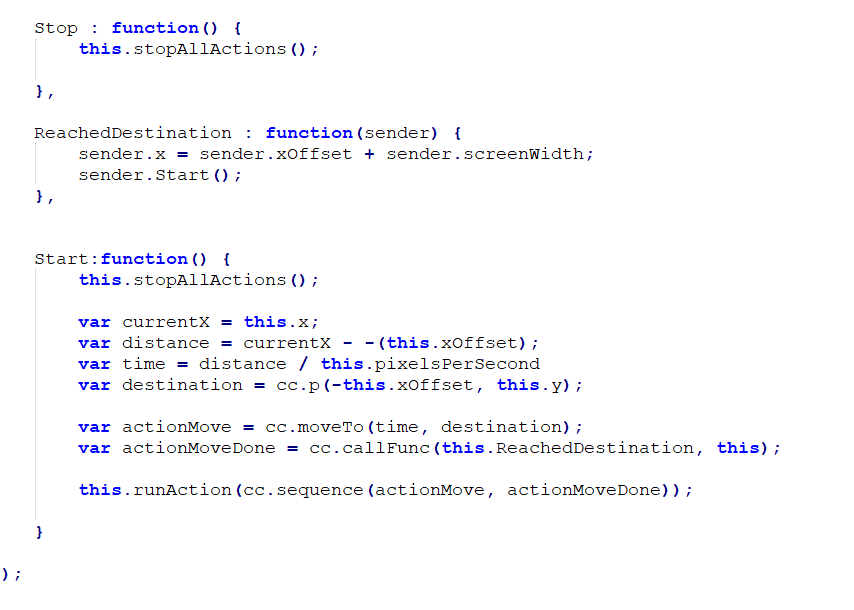 Stop : function() {
this.stopAllActions();
},
ReachedDestination : function(sender) {
sender.x = sender.xOffset + sender.screenWidth;
sender.Start();
},
Start:function() {
this.stopAllActions();
var currentX = this.x;
var distance = currentX - -(this.xOffset);
var time = distance / this.pixelsPerSecond
var destination = cc.p(-this.xOffset, this.y);
var actionMove = cc.moveTo(time, destination);
var actionMoveDone = cc.callFunc(this.ReachedDestination, this);
this.runAction(cc.sequence(actionMove, actionMoveDone));
}
);